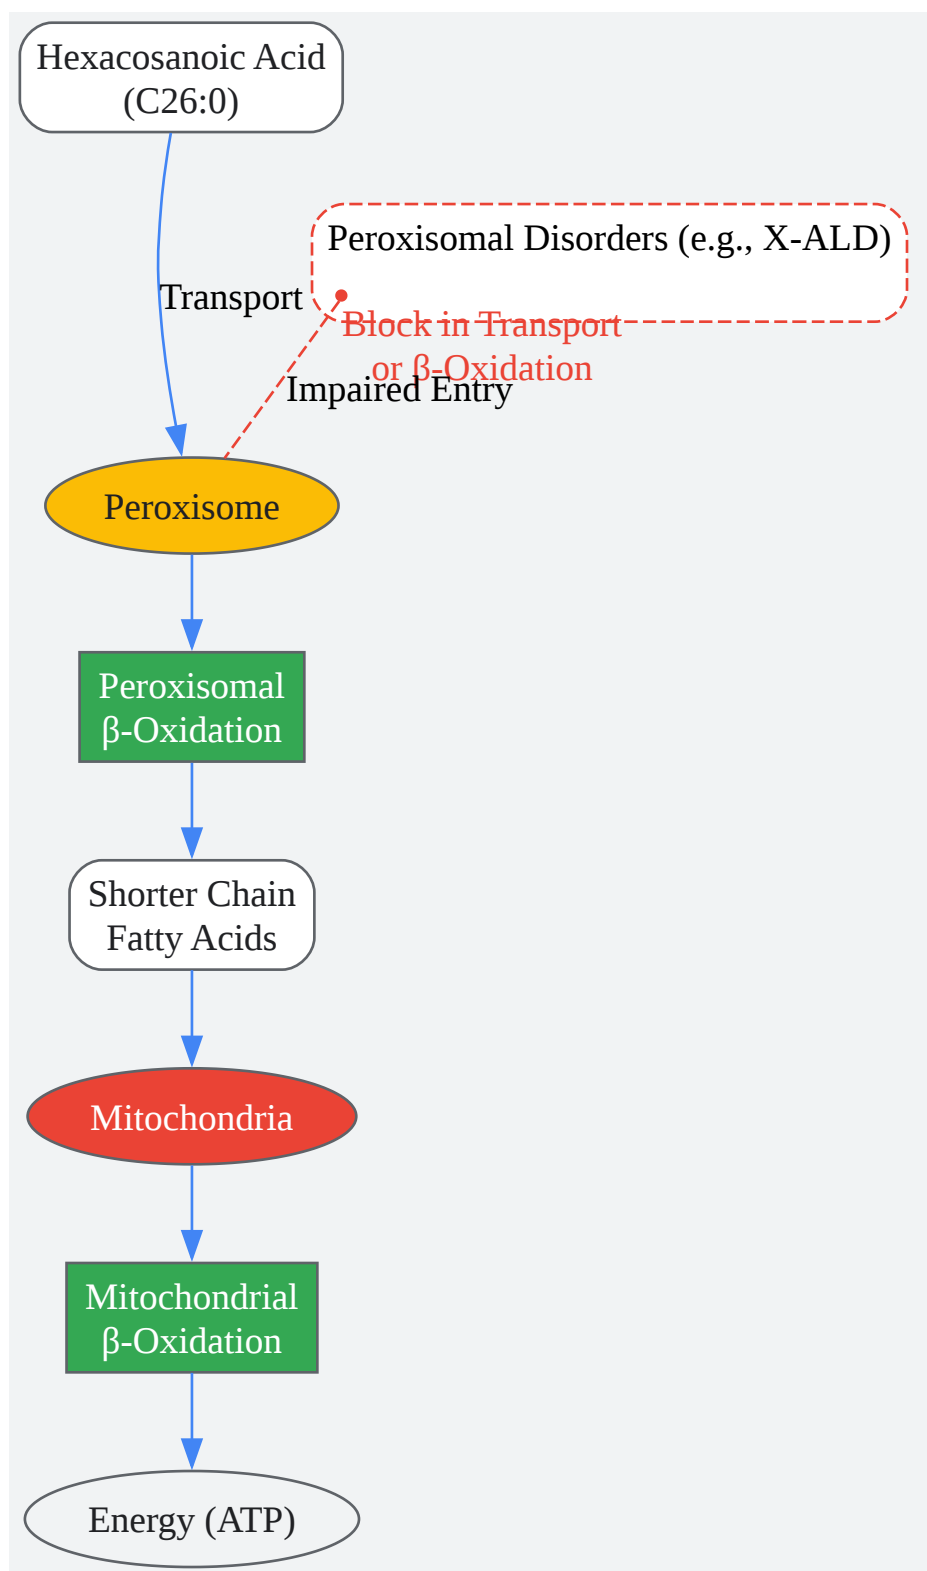 Hexacosanoic Acid
(C26:0)
Peroxisomal Disorders (e.g., X-ALD)
Transport
Block in Transport
or β-Oxidation
Impaired Entry
Peroxisome
Peroxisomal
β-Oxidation
Shorter Chain
Fatty Acids
Mitochondria
Mitochondrial
β-Oxidation
Energy (ATP)